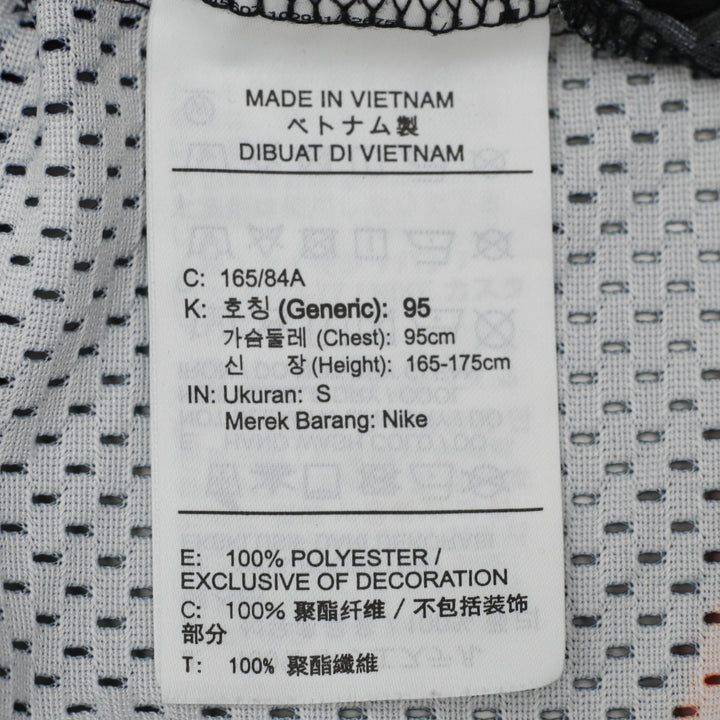 MADE IN VIETNAM
ベトナム製
DIBUAT DI VIETNAM
C: 165/84A
K: 호칭 (Generic): 95
가슴둘레 (Chest): 95cm
신 장 (Height): 165-175cm
IN: Ukuran: S
Merek Barang: Nike
E: 100% POLYESTER /
EXCLUSIVE OF DECORATION
C: 100% 聚酯纤维 / 不包括装饰
部分
T: 100% 聚酯纖維